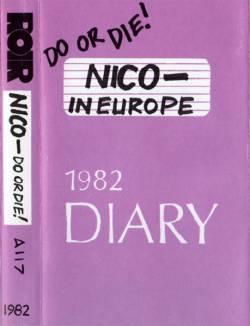 ROIR
NICO—DO OR DIE!
A117
1982
DO OR DIE!
NICO—
IN EUROPE
1982
DIARY